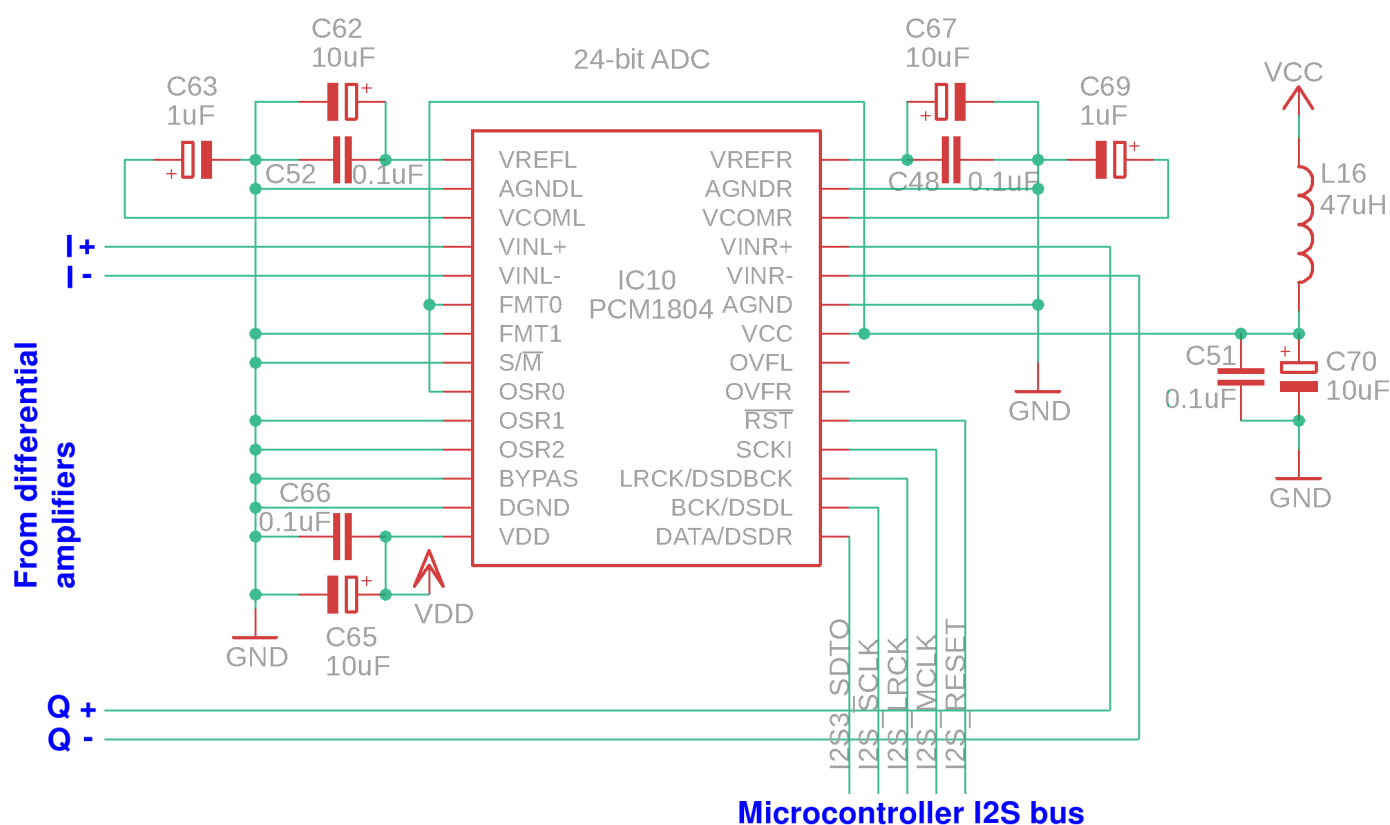 C62
10uF
C67
10uF
24-bit ADC
VCC
C63
1uF
C69
1uF
+
+
+
+
C52
0.1uF
C48
0.1uF
L16
47uH
VREFL
VREFR
AGNDL
AGNDR
VCOML
VCOMR
I +
VINL+
VINR+
I -
VINL-
VINR-
IC10
PCM1804
FMT0
AGND
FMT1
VCC
S/M
OVFL
OSR0
OVFR
OSR1
RST
OSR2
SCKI
BYPAS
LRCK/DSDBCK
DGND
BCK/DSDL
VDD
DATA/DSDR
GND
C51
0.1uF
+
C70
10uF
GND
From differential
amplifiers
C66
0.1uF
+
VDD
C65
10uF
GND
I2S3_SDTO
I2S_SCLK
I2S_LRCK
I2S_MCLK
I2S_RESET
Q +
Q -
Microcontroller I2S bus